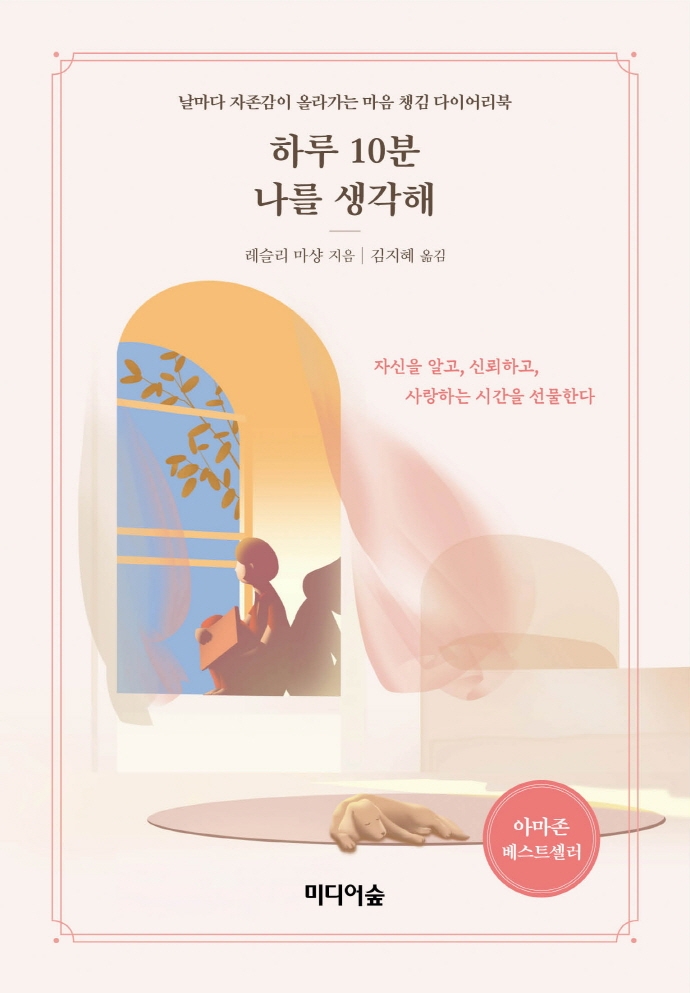 날마다 자존감이 올라가는 마음 챙김 다이어리북
하루 10분
나를 생각해
레슬리 마샹 지음 | 김지혜 옮김
자신을 알고, 신뢰하고,
사랑하는 시간을 선물한다
아마존
베스트셀러
미디어숲